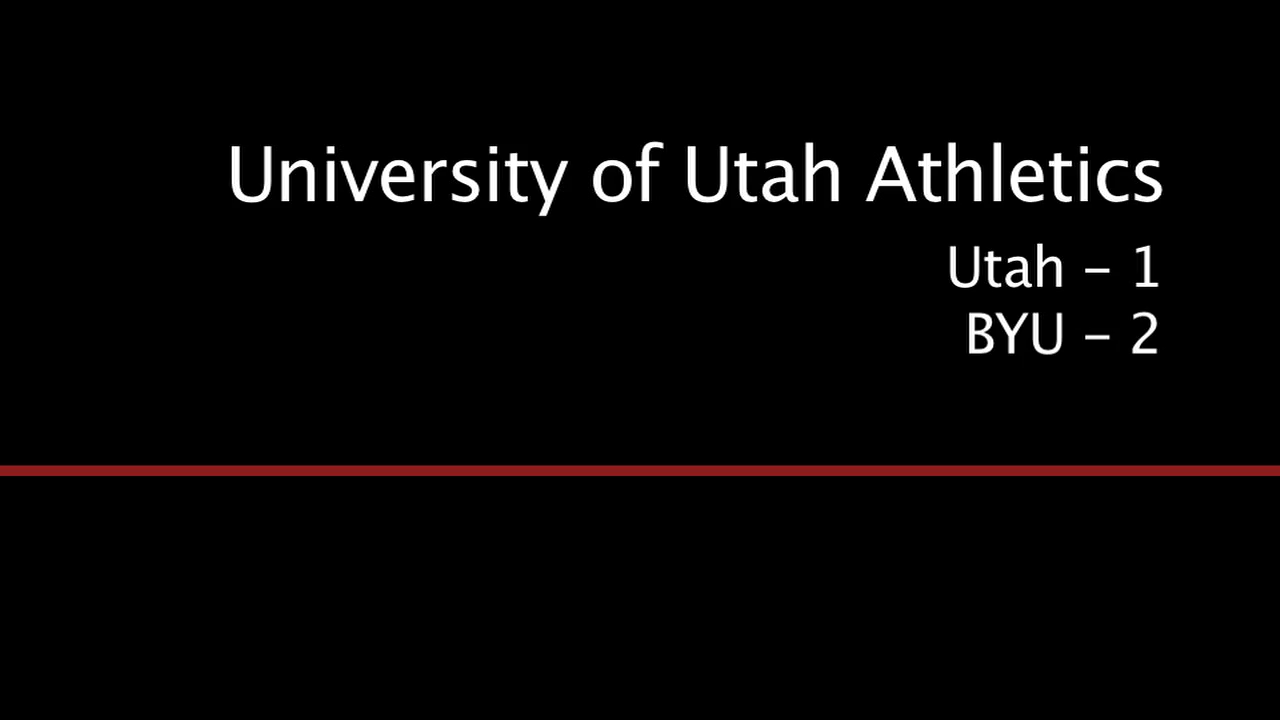 University of Utah Athletics
Utah – 1
BYU – 2